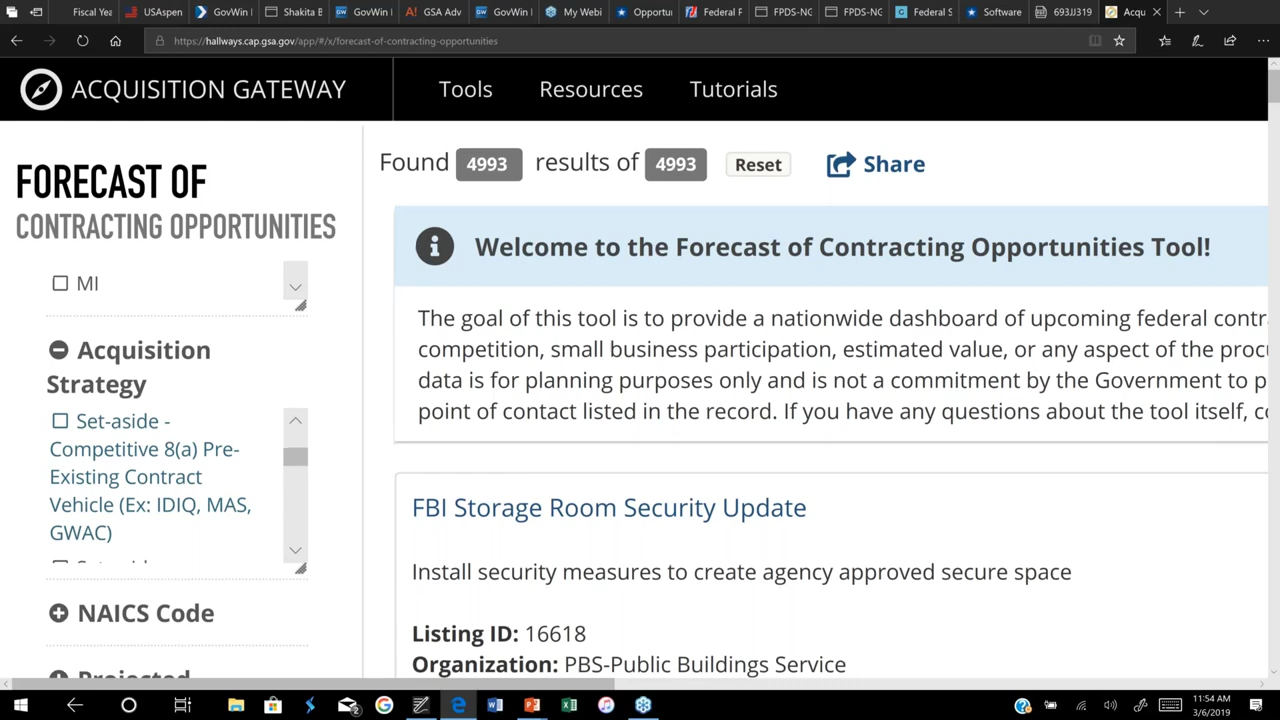 Fiscal Yea
USAspen
GovWin I
Shakita B
GovWin I
GSA Adv
GovWin I
My Webi
Opportu
Federal F
FPDS-NG
FPDS-NG
Federal S
Software
693JJ319
Acqu
https://hallways.cap.gsa.gov/app/#/x/forecast-of-contracting-opportunities
ACQUISITION GATEWAY
Tools
Resources
Tutorials
FORECAST OF
CONTRACTING OPPORTUNITIES
MI
Acquisition
Strategy
Set-aside -
Competitive 8(a) Pre-
Existing Contract
Vehicle (Ex: IDIQ, MAS,
GWAC)
NAICS Code
Projected
Found 4993 results of 4993 Reset Share
Welcome to the Forecast of Contracting Opportunities Tool!
The goal of this tool is to provide a nationwide dashboard of upcoming federal contr
competition, small business participation, estimated value, or any aspect of the proc
data is for planning purposes only and is not a commitment by the Government to p
point of contact listed in the record. If you have any questions about the tool itself, co
FBI Storage Room Security Update
Install security measures to create agency approved secure space
Listing ID: 16618
Organization: PBS-Public Buildings Service
11:54 AM
3/6/2019